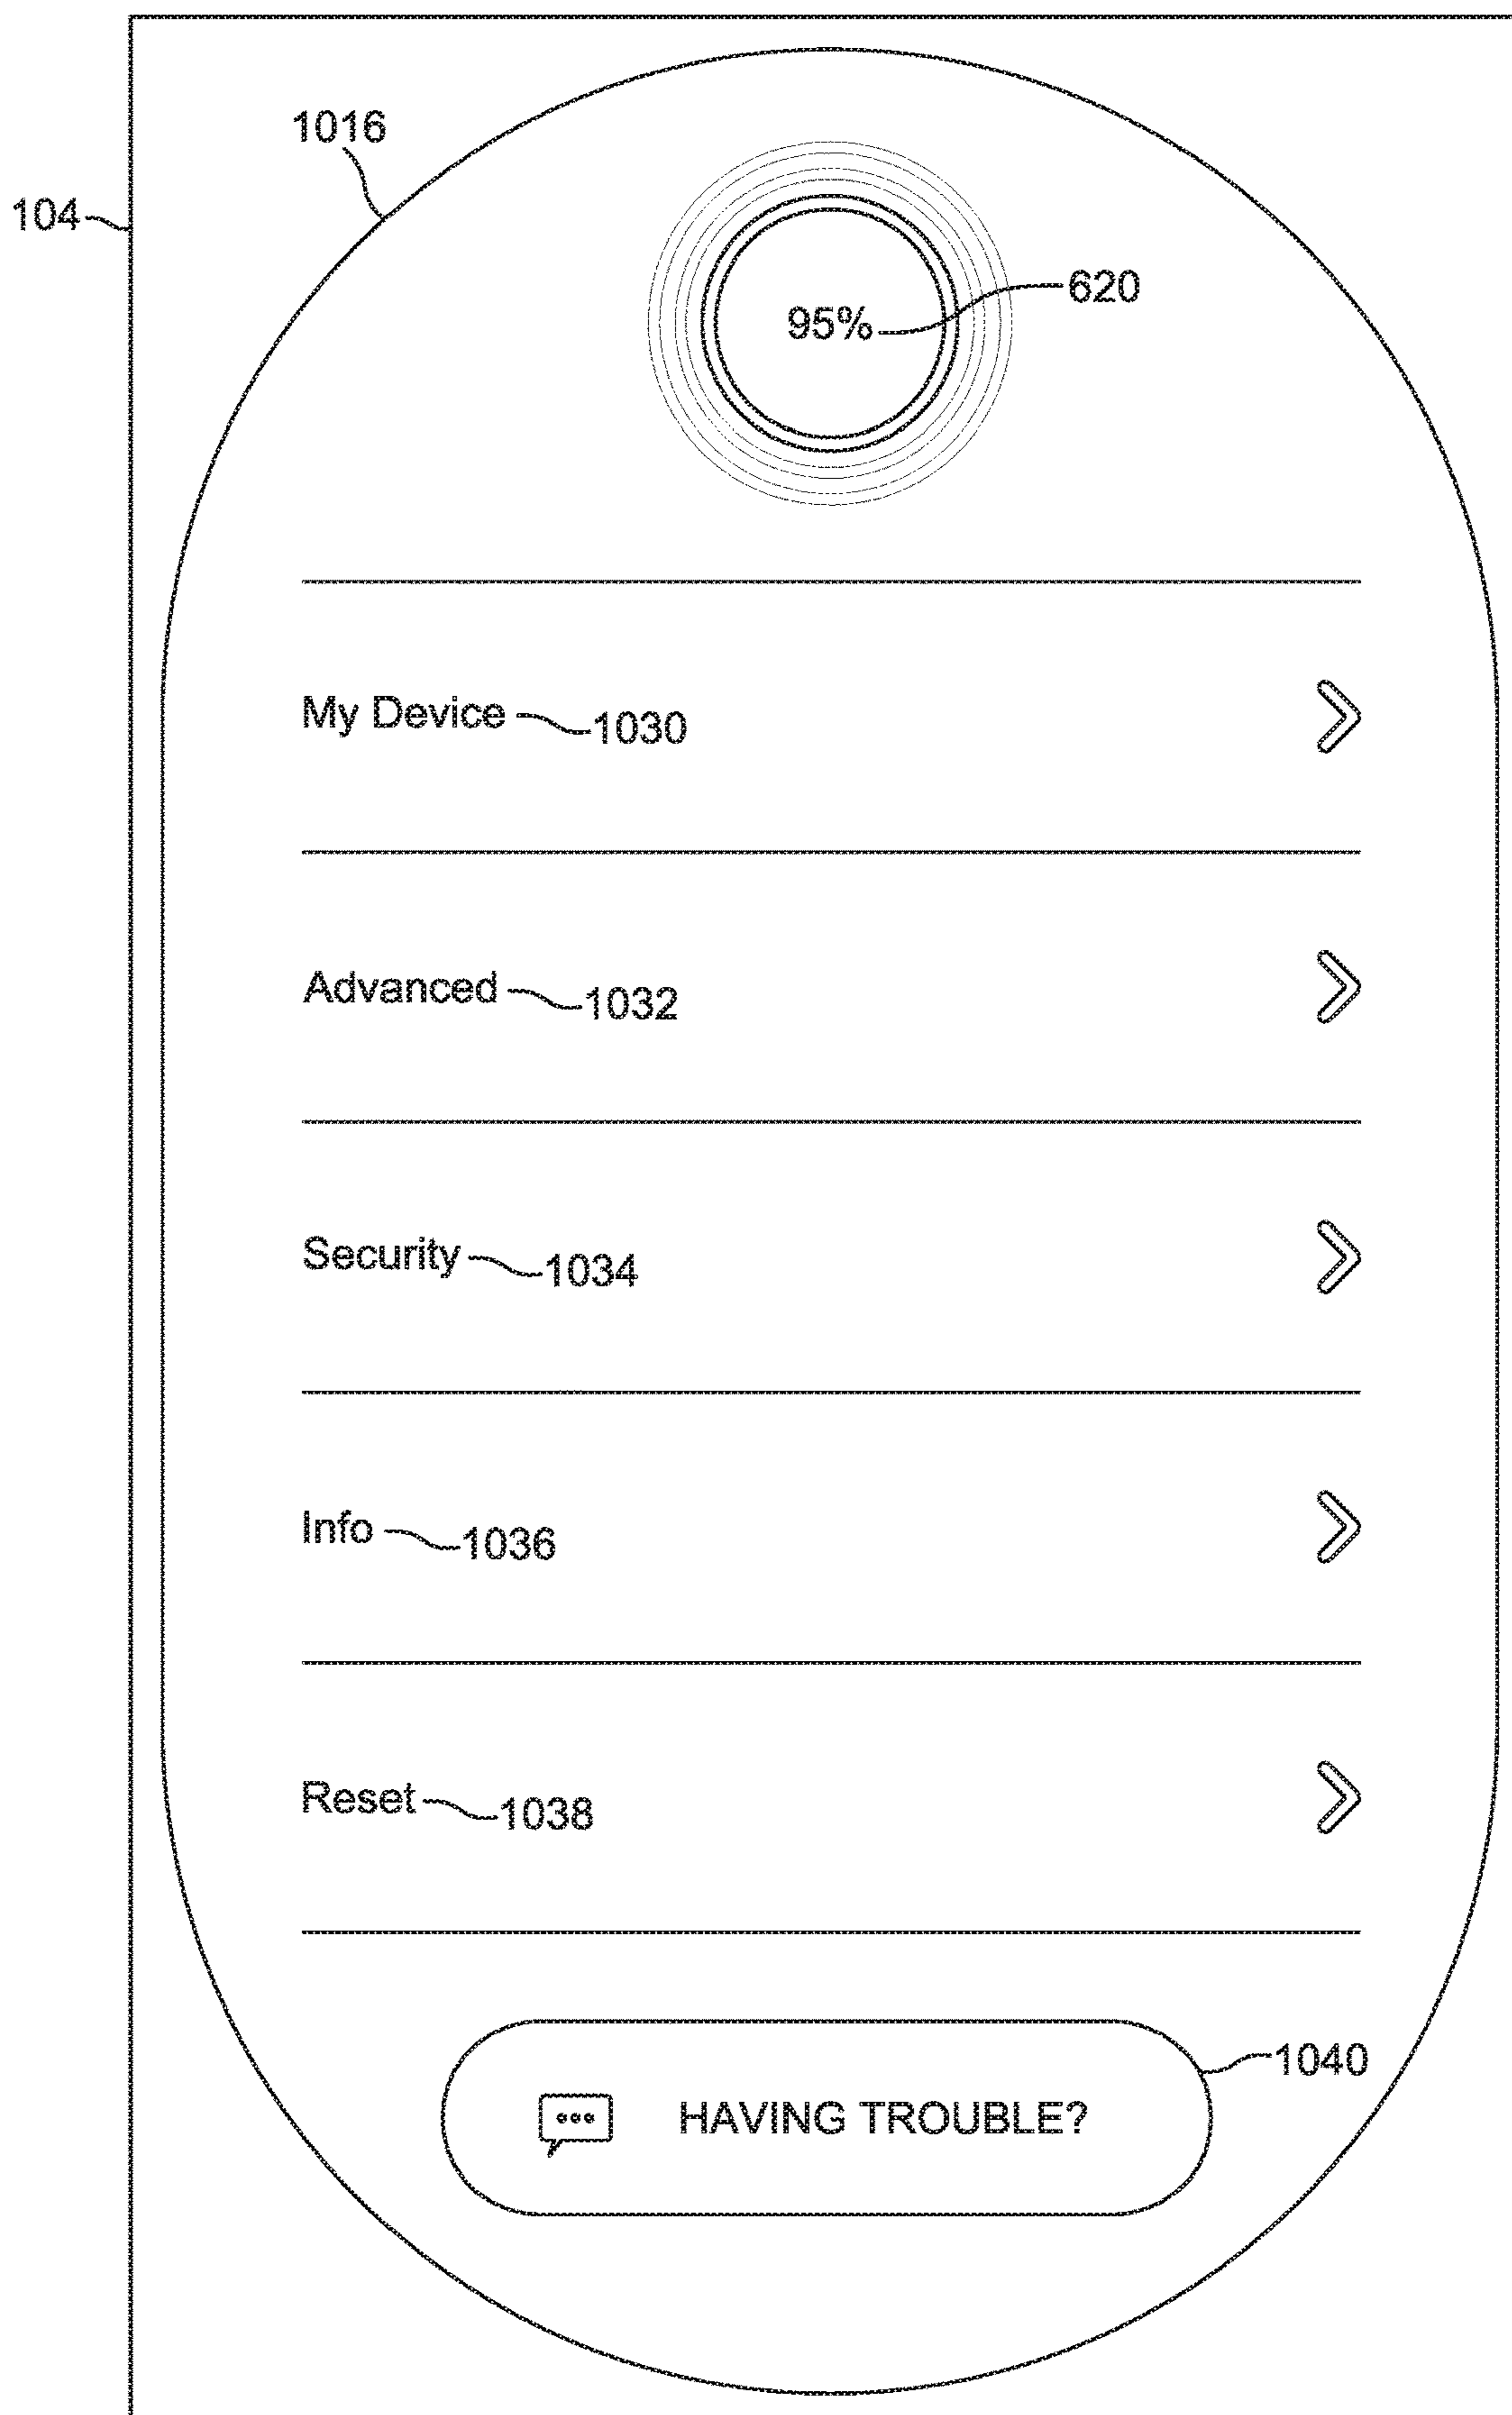 1016
104
620
95%
My Device 1030
Advanced 1032
Security 1034
Info 1036
Reset 1038
1040
HAVING TROUBLE?